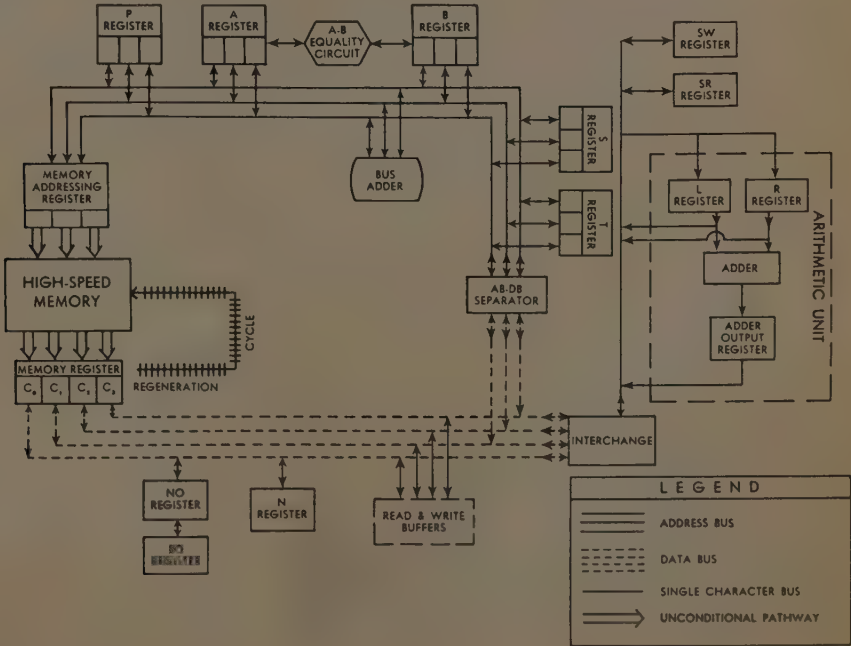 P
REGISTER
A
REGISTER
A-B
EQUALITY
CIRCUIT
B
REGISTER
SW
REGISTER
SR
REGISTER
S
REGISTER
T
REGISTER
MEMORY
ADDRESSING
REGISTER
BUS
ADDER
L
REGISTER
R
REGISTER
ADDER
ADDER
OUTPUT
REGISTER
ARITHMETIC UNIT
HIGH-SPEED
MEMORY
CYCLE
REGENERATION
AB-DB
SEPARATOR
MEMORY REGISTER
C₀ C₁ C₂ C₃
INTERCHANGE
NO
REGISTER
N
REGISTER
READ & WRITE
BUFFERS
REGISTER
LEGEND
ADDRESS BUS
DATA BUS
SINGLE CHARACTER BUS
UNCONDITIONAL PATHWAY